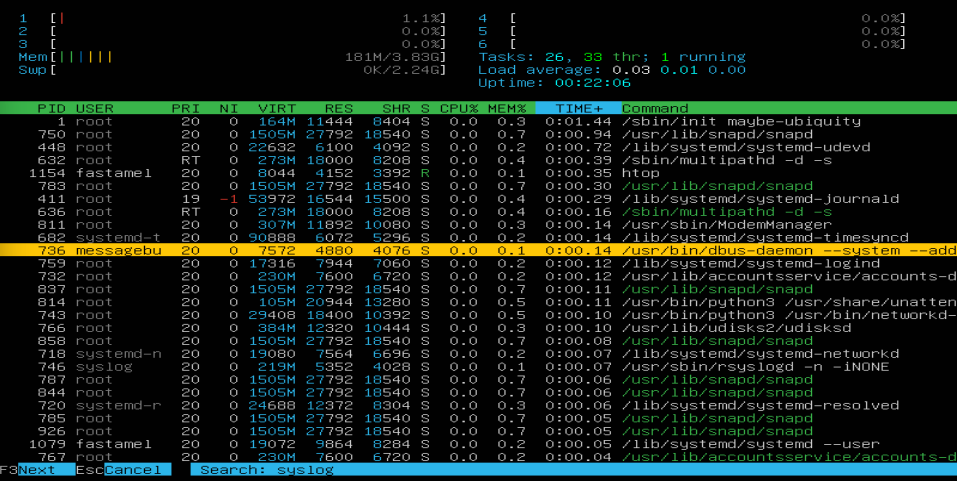 1 [| 1.1%] 4 [ 0.0%]
2 [ 0.0%] 5 [ 0.0%]
3 [ 0.0%] 6 [ 0.0%]
Mem[|||||| 181M/3.83G] Tasks: 26, 33 thr; 1 running
Swp[ 0K/2.24G] Load average: 0.03 0.01 0.00
Uptime: 00:22:06
PID USER PRI NI VIRT RES SHR S CPU% MEM% TIME+ Command
1 root 20 0 164M 11444 8404 S 0.0 0.3 0:01.44 /sbin/init maybe-ubiquity
750 root 20 0 1505M 27792 18540 S 0.0 0.7 0:00.94 /usr/lib/snapd/snapd
448 root 20 0 22632 6100 4092 S 0.0 0.2 0:00.72 /lib/systemd/systemd-udevd
632 root RT 0 273M 18000 8208 S 0.0 0.4 0:00.39 /sbin/multipathd -d -s
1154 fastamel 20 0 8044 4152 3392 R 0.0 0.1 0:00.35 htop
783 root 20 0 1505M 27792 18540 S 0.0 0.7 0:00.30 /usr/lib/snapd/snapd
411 root 19 -1 53972 16544 15500 S 0.0 0.4 0:00.29 /lib/systemd/systemd-journald
636 root RT 0 273M 18000 8208 S 0.0 0.4 0:00.16 /sbin/multipathd -d -s
811 root 20 0 307M 11892 10080 S 0.0 0.3 0:00.14 /usr/sbin/ModemManager
682 systemd-t 20 0 90888 6072 5296 S 0.0 0.2 0:00.14 /lib/systemd/systemd-timesyncd
736 messagebu 20 0 7572 4880 4076 S 0.0 0.1 0:00.14 /usr/bin/dbus-daemon --system --add
759 root 20 0 17316 7944 7060 S 0.0 0.2 0:00.12 /lib/systemd/systemd-logind
732 root 20 0 230M 7600 6720 S 0.0 0.2 0:00.12 /usr/lib/accountsservice/accounts-d
837 root 20 0 1505M 27792 18540 S 0.0 0.7 0:00.11 /usr/lib/snapd/snapd
814 root 20 0 105M 20944 13280 S 0.0 0.5 0:00.11 /usr/bin/python3 /usr/share/unatten
743 root 20 0 29408 18400 10392 S 0.0 0.5 0:00.10 /usr/bin/python3 /usr/bin/networkd-
766 root 20 0 384M 12320 10444 S 0.0 0.3 0:00.10 /usr/lib/udisks2/udisksd
858 root 20 0 1505M 27792 18540 S 0.0 0.7 0:00.08 /usr/lib/snapd/snapd
718 systemd-n 20 0 19080 7564 6696 S 0.0 0.2 0:00.07 /lib/systemd/systemd-networkd
746 syslog 20 0 219M 5352 4028 S 0.0 0.1 0:00.07 /usr/sbin/rsyslogd -n -iNONE
787 root 20 0 1505M 27792 18540 S 0.0 0.7 0:00.06 /usr/lib/snapd/snapd
844 root 20 0 1505M 27792 18540 S 0.0 0.7 0:00.06 /usr/lib/snapd/snapd
720 systemd-r 20 0 24688 12372 8304 S 0.0 0.3 0:00.06 /lib/systemd/systemd-resolved
785 root 20 0 1505M 27792 18540 S 0.0 0.7 0:00.05 /usr/lib/snapd/snapd
926 root 20 0 1505M 27792 18540 S 0.0 0.7 0:00.05 /usr/lib/snapd/snapd
1079 fastamel 20 0 19072 9864 8284 S 0.0 0.2 0:00.05 /lib/systemd/systemd --user
767 root 20 0 230M 7600 6720 S 0.0 0.2 0:00.04 /usr/lib/accountsservice/accounts-d
F3Next EscCancel Search: syslog